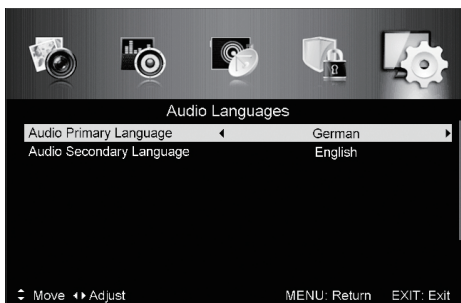 Audio Languages
Audio Primary Language German
Audio Secondary Language English
Move Adjust MENU: Return EXIT: Exit